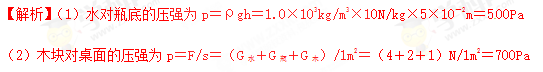 【解析】（1）水对瓶底的压强为 p＝ρgh＝1.0×10³kg/m³×10N/kg×5×10⁻²m＝500Pa
（2）木块对桌面的压强为 p＝F/s＝（G水＋G瓶＋G木）/1m²＝（4＋2＋1）N/1m²＝700Pa